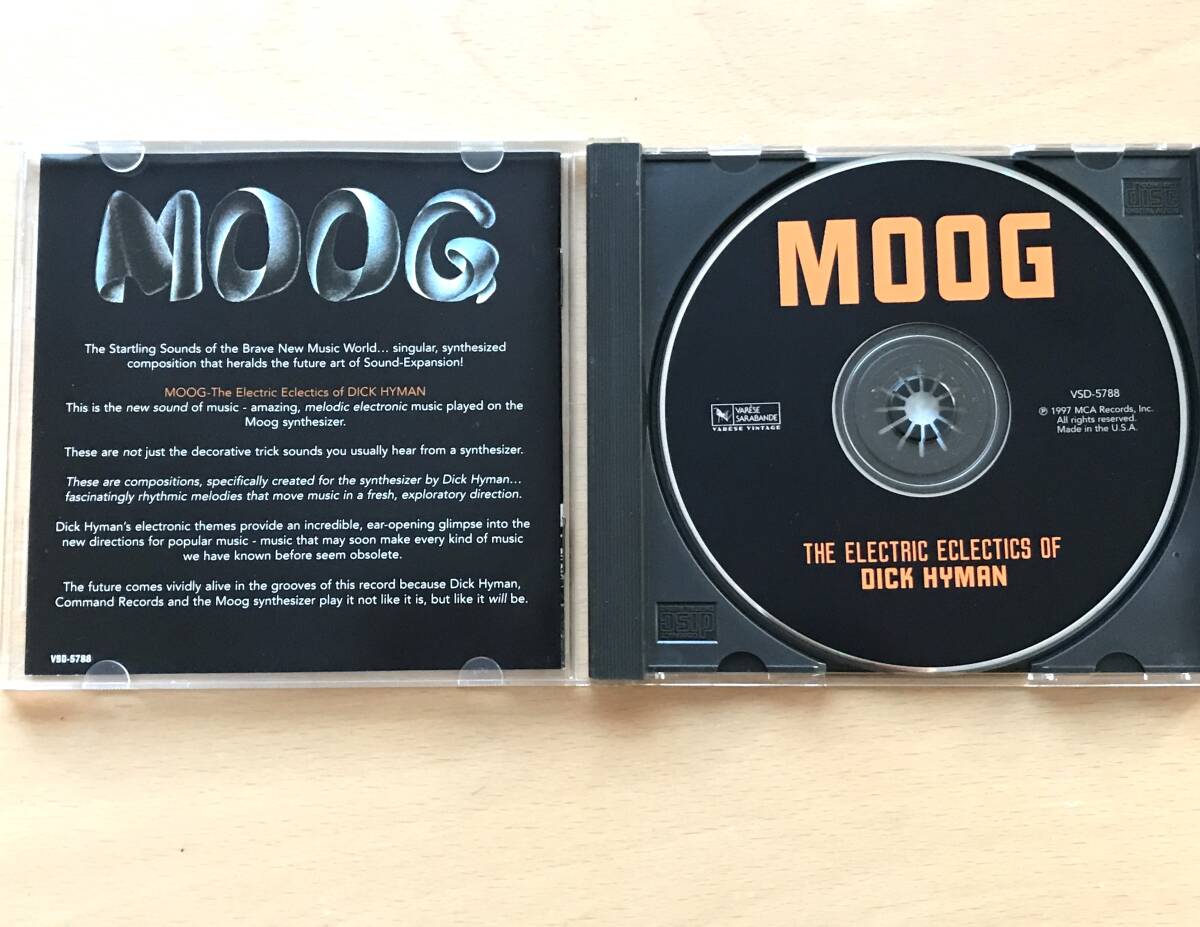 MOOG
The Startling Sounds of the Brave New Music World... singular, synthesized
composition that heralds the future art of Sound-Expansion!
MOOG-The Electric Eclectics of DICK HYMAN
This is the new sound of music - amazing, melodic electronic music played on the
Moog synthesizer.
These are not just the decorative trick sounds you usually hear from a synthesizer.
These are compositions, specifically created for the synthesizer by Dick Hyman...
fascinatingly rhythmic melodies that move music in a fresh, exploratory direction.
Dick Hyman's electronic themes provide an incredible, ear-opening glimpse into the
new directions for popular music - music that may soon make every kind of music
we have known before seem obsolete.
The future comes vividly alive in the grooves of this record because Dick Hyman,
Command Records and the Moog synthesizer play it not like it is, but like it will be.
VSD-5788
MOOG
VARÈSE
SARABANDE
VARÈSE VINTAGE
VSD-5788
℗ 1997 MCA Records, Inc.
All rights reserved.
Made in the U.S.A.
THE ELECTRIC ECLECTICS OF
DICK HYMAN
COMPACT
disc
DIGITAL AUDIO
disc